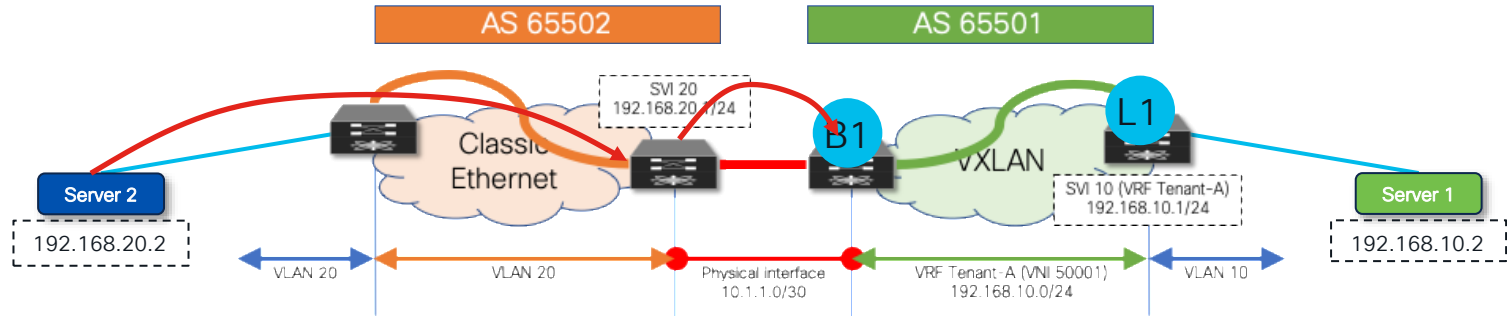 AS 65502
AS 65501
SVI 20
192.168.20.1/24
B1
L1
Classic
Ethernet
VXLAN
Server 2
192.168.20.2
SVI 10 (VRF Tenant-A)
192.168.10.1/24
Server 1
192.168.10.2
VLAN 20
VLAN 20
Physical interface
10.1.1.0/30
VRF Tenant-A (VNI 50001)
192.168.10.0/24
VLAN 10